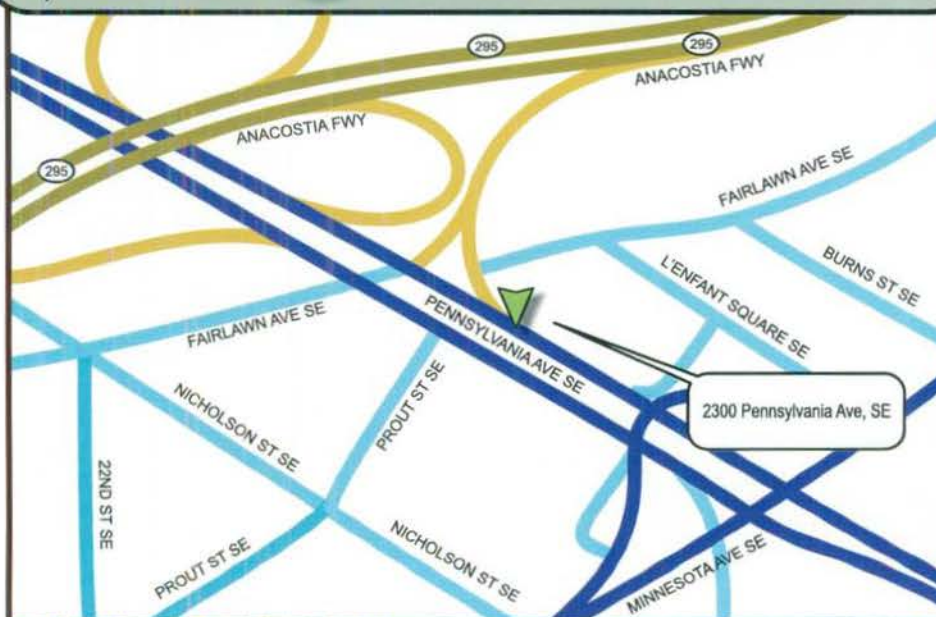 295
295
ANACOSTIA FWY
ANACOSTIA FWY
295
FAIRLAWN AVE SE
BURNS ST SE
L'ENFANT SQUARE SE
FAIRLAWN AVE SE
PENNSYLVANIA AVE SE
2300 Pennsylvania Ave, SE
NICHOLSON ST SE
PROUT ST SE
22ND ST SE
NICHOLSON ST SE
PROUT ST SE
MINNESOTA AVE SE